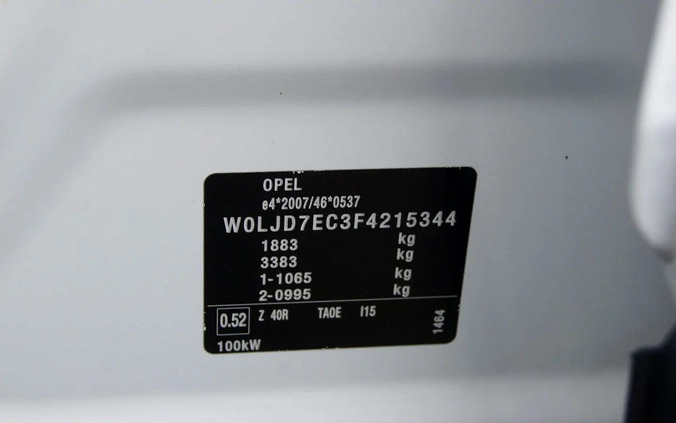 OPEL
e4*2007/46*0537
W0LJD7EC3F4215344
1883 kg
3383 kg
1-1065 kg
2-0995 kg
0.52 Z 40R TA0E I15
100kW
1464